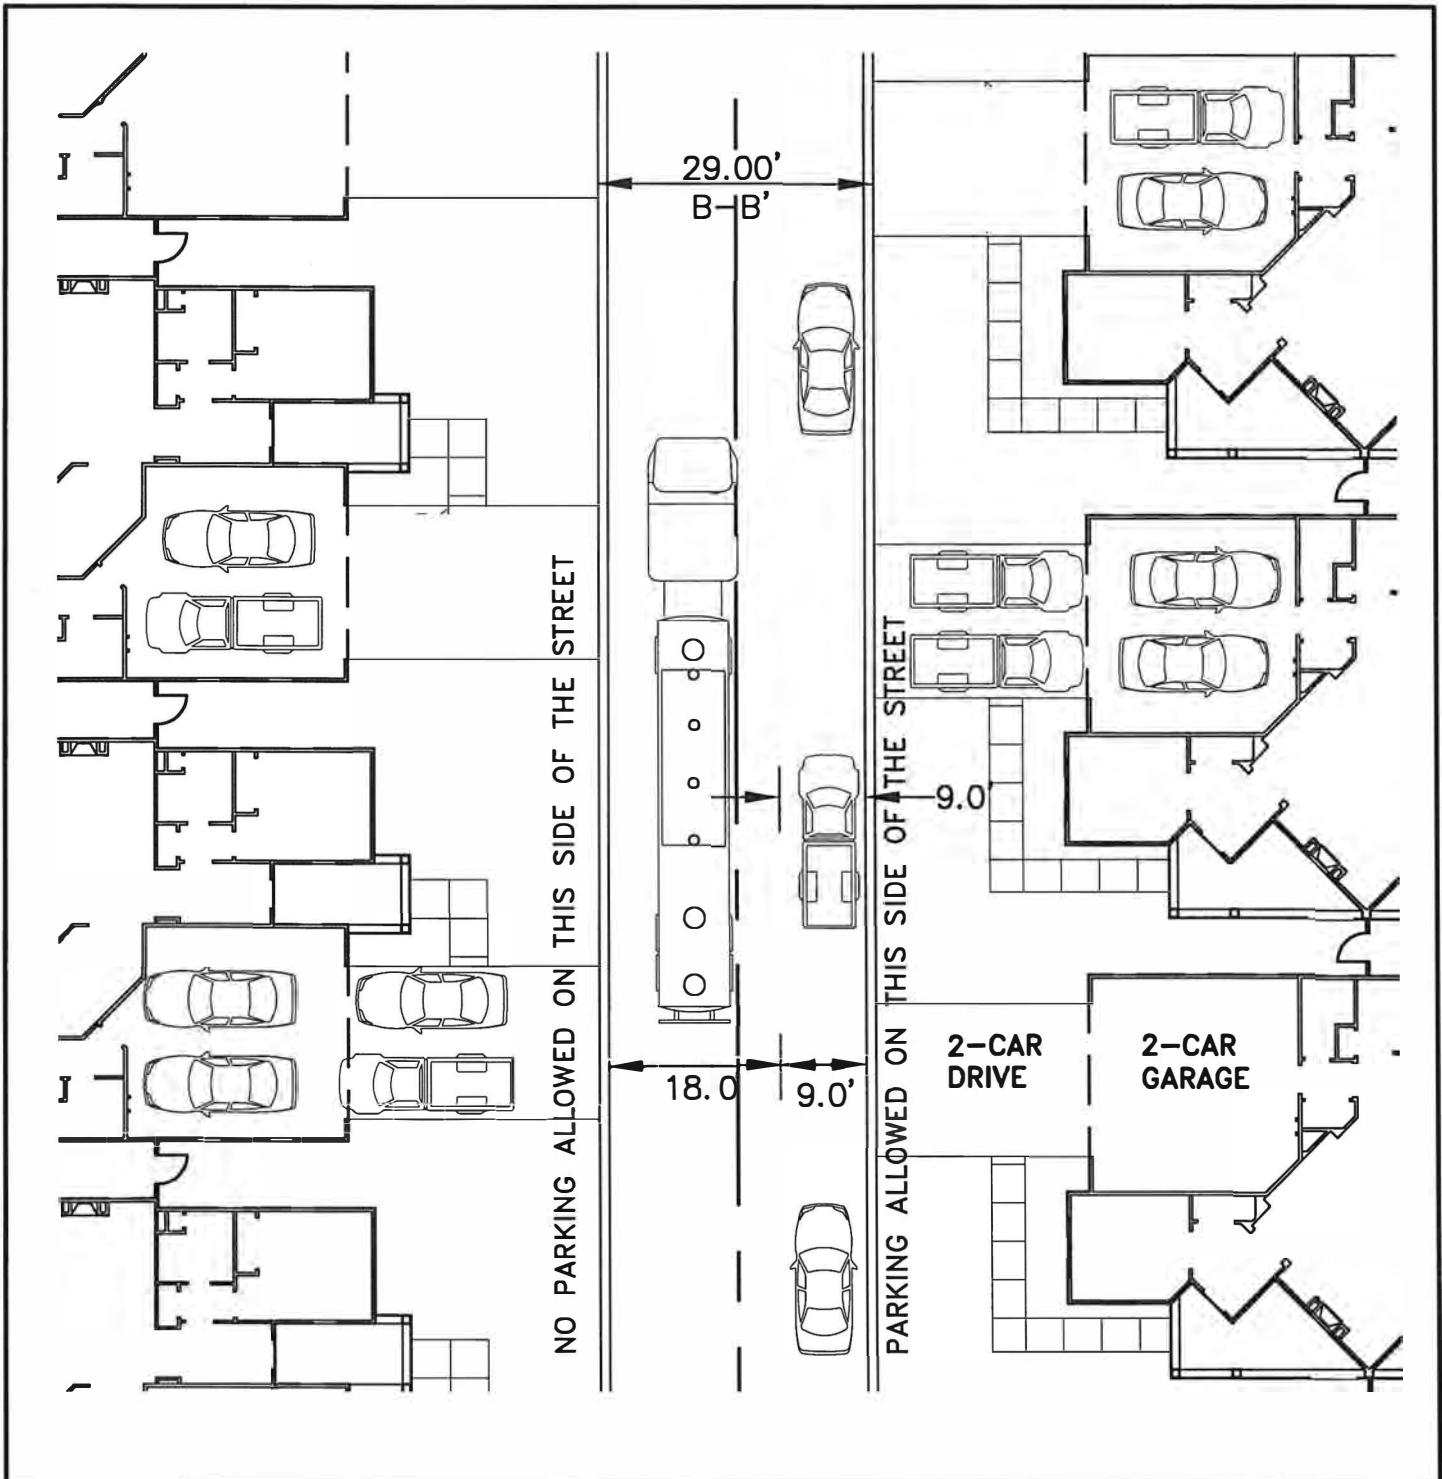 29.00'
B-B'
NO PARKING ALLOWED ON THIS SIDE OF THE STREET
PARKING ALLOWED ON THIS SIDE OF THE STREET
9.0'
18.0
9.0'
2-CAR
DRIVE
2-CAR
GARAGE